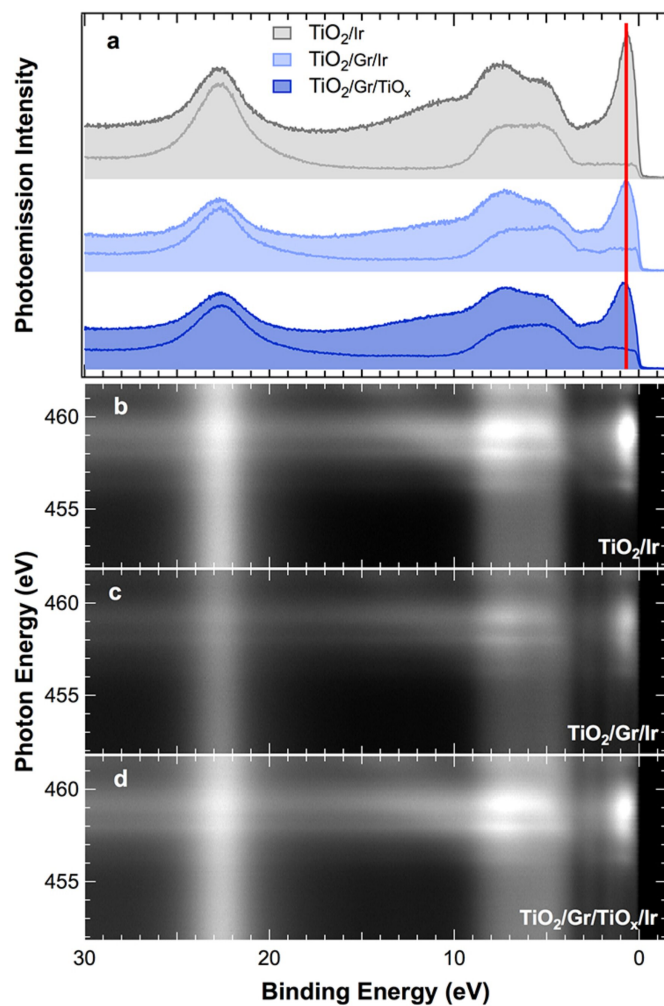 a
TiO₂/Ir
TiO₂/Gr/Ir
TiO₂/Gr/TiOₓ
Photoemission Intensity
b
460
455
TiO₂/Ir
c
460
455
TiO₂/Gr/Ir
d
460
455
TiO₂/Gr/TiOₓ/Ir
Photon Energy (eV)
30 20 10 0
Binding Energy (eV)